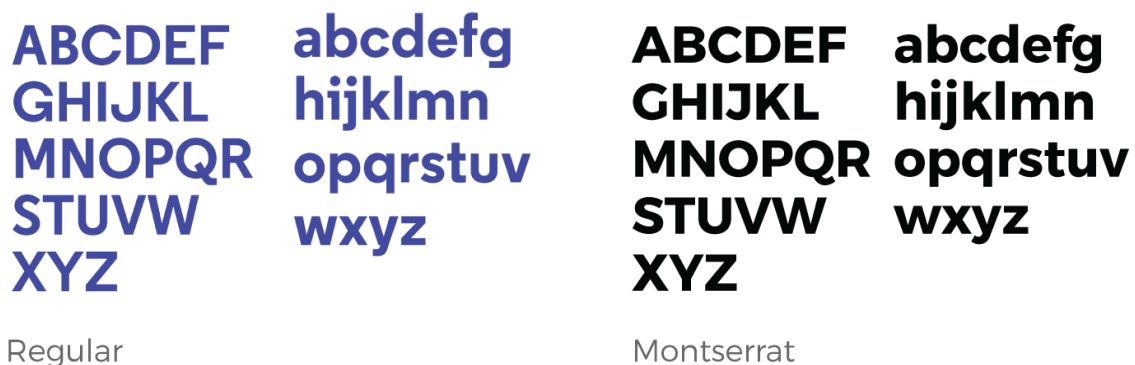 ABCDEF
GHIJKL
MNOPQR
STUVW
XYZ
abcdefg
hijklmn
opqrstuv
wxyz
Regular
ABCDEF
GHIJKL
MNOPQR
STUVW
XYZ
abcdefg
hijklmn
opqrstuv
wxyz
Montserrat